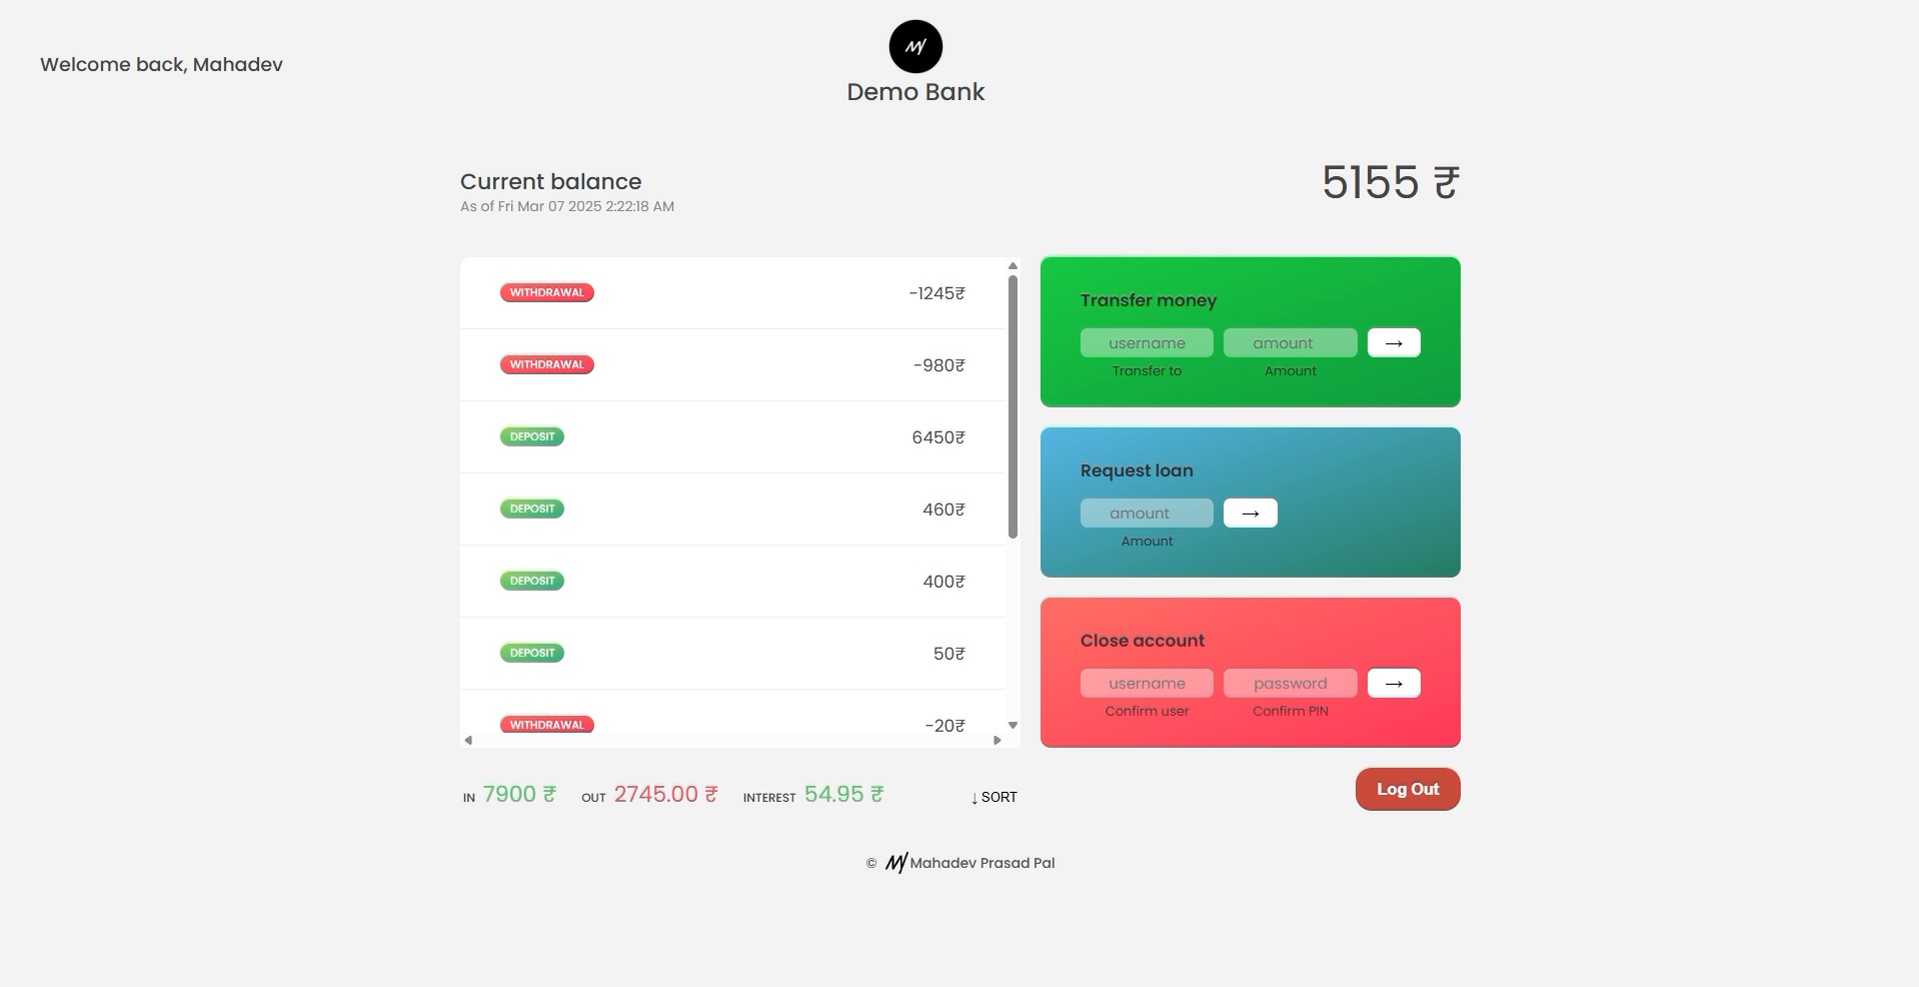 Welcome back, Mahadev
Demo Bank
Current balance
As of Fri Mar 07 2025 2:22:18 AM
5155 ₹
WITHDRAWAL -1245₹
WITHDRAWAL -980₹
DEPOSIT 6450₹
DEPOSIT 460₹
DEPOSIT 400₹
DEPOSIT 50₹
WITHDRAWAL -20₹
IN 7900 ₹ OUT 2745.00 ₹ INTEREST 54.95 ₹ ↓ SORT
Transfer money
username amount →
Transfer to Amount
Request loan
amount →
Amount
Close account
username password →
Confirm user Confirm PIN
Log Out
© M Mahadev Prasad Pal